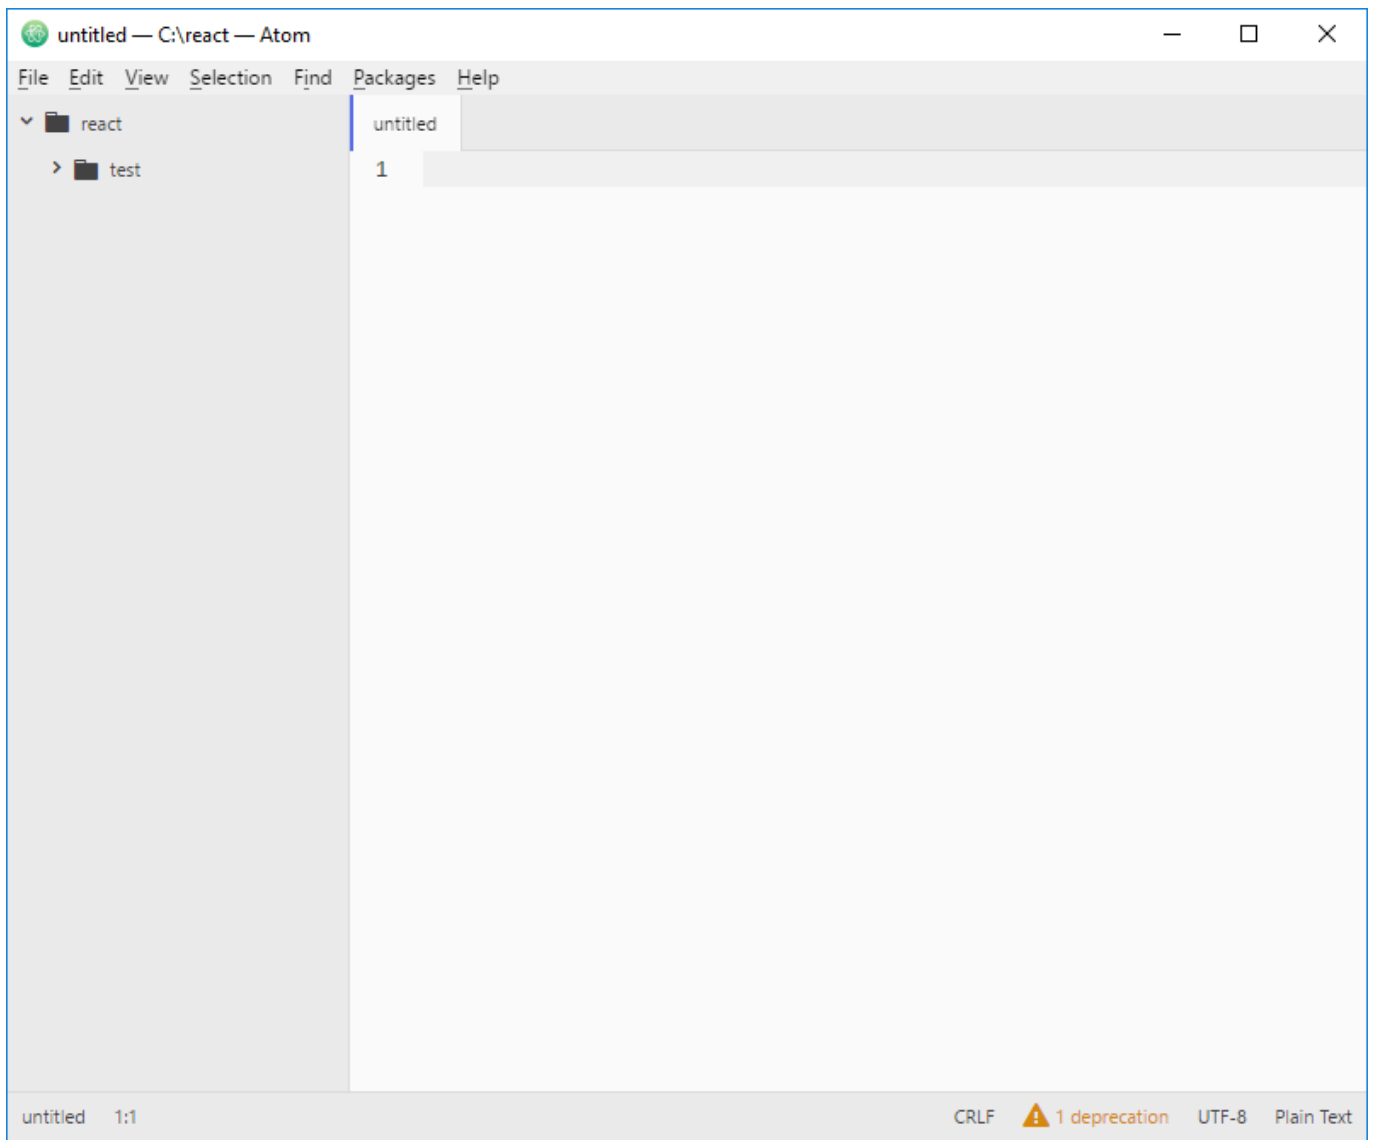 untitled — C:\react — Atom
File Edit View Selection Find Packages Help
react
test
untitled
1
untitled 1:1 CRLF 1 deprecation UTF-8 Plain Text